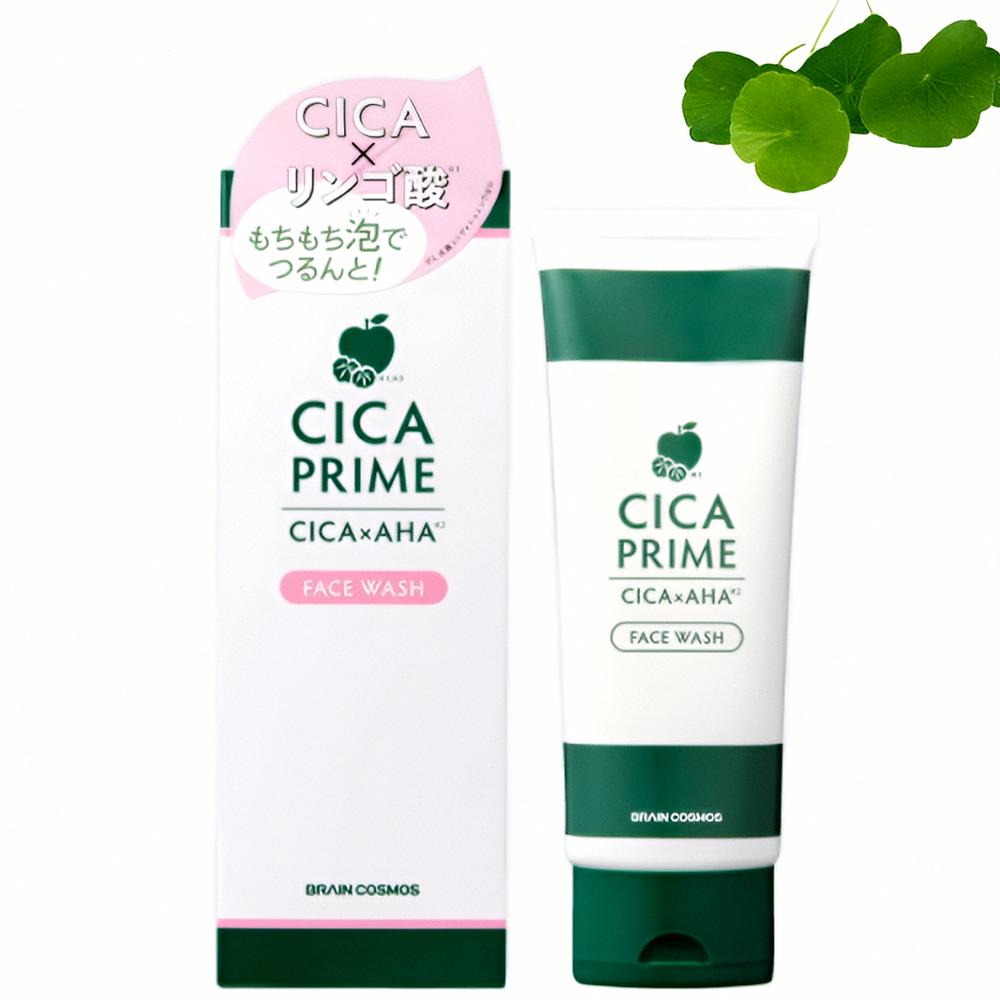 CICA
×
リンゴ酸
もちもち泡で
つるんと!
CICA
PRIME
CICA×AHA
FACE WASH
BRAIN COSMOS
CICA
PRIME
CICA×AHA
FACE WASH
BRAIN COSMOS